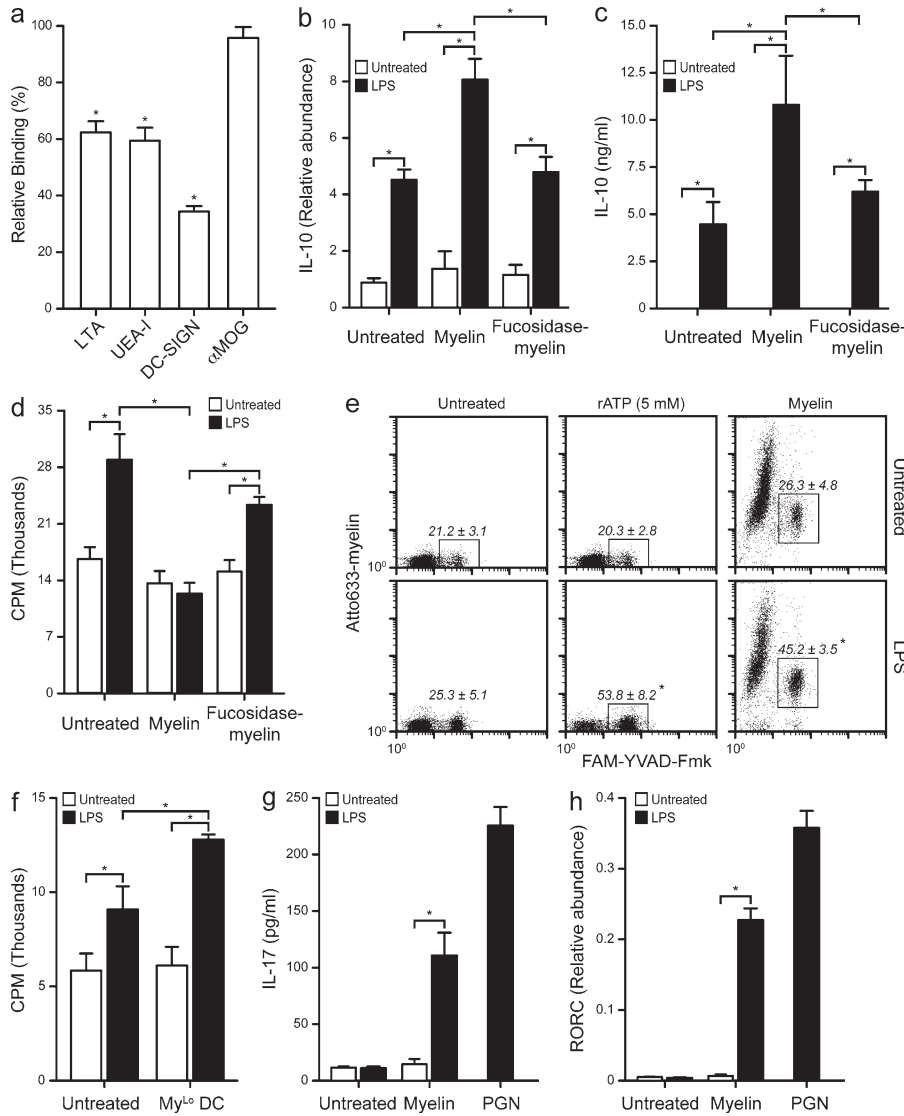 a
Relative Binding (%)
100
80
60
40
20
0
*
*
*
LTA
UEA-I
DC-SIGN
αMOG
b
IL-10 (Relative abundance)
10
8
6
4
2
0
Untreated
LPS
*
*
*
*
*
Untreated
Myelin
Fucosidase-
myelin
c
IL-10 (ng/ml)
15.0
12.5
10.0
7.5
5.0
2.5
0
Untreated
LPS
*
*
*
*
*
Untreated
Myelin
Fucosidase-
myelin
d
CPM (Thousands)
35
28
21
14
7
0
Untreated
LPS
*
*
*
*
Untreated
Myelin
Fucosidase-
myelin
e
Untreated
rATP (5 mM)
Myelin
Atto633-myelin
21.2 ± 3.1
20.3 ± 2.8
26.3 ± 4.8
Untreated
10⁰
25.3 ± 5.1
53.8 ± 8.2 *
45.2 ± 3.5 *
LPS
10⁰
10⁰
10⁰
10⁰
FAM-YVAD-Fmk
f
CPM (Thousands)
15
10
5
0
Untreated
LPS
*
*
*
Untreated
Myᴸᵒ DC
g
IL-17 (pg/ml)
250
200
150
100
50
0
Untreated
LPS
*
Untreated
Myelin
PGN
h
RORC (Relative abundance)
0.4
0.3
0.2
0.1
0
Untreated
LPS
*
Untreated
Myelin
PGN